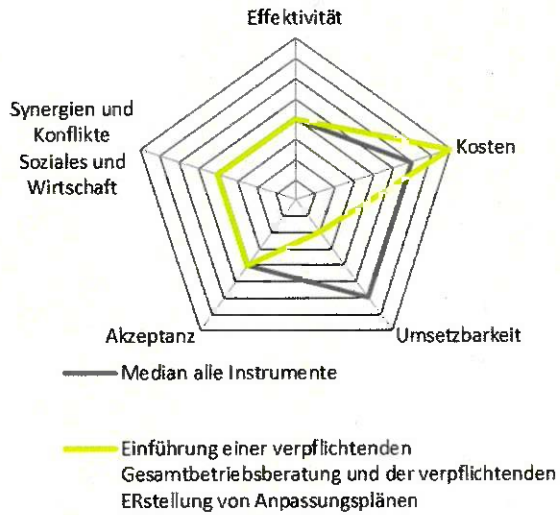 Effektivität
Synergien und
Konflikte
Soziales und
Wirtschaft
Kosten
Akzeptanz
Umsetzbarkeit
Median alle Instrumente
Einführung einer verpflichtenden
Gesamtbetriebsberatung und der verpflichtenden
ERstellung von Anpassungsplänen